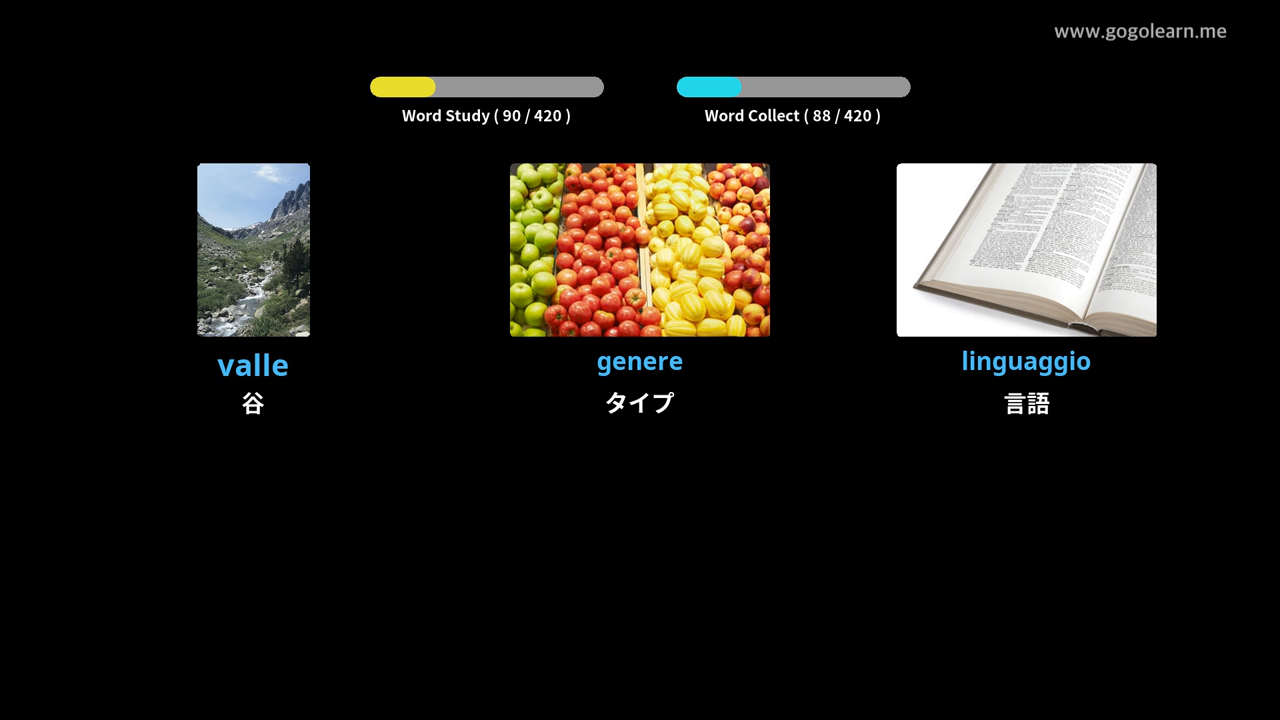 www.gogolearn.me
Word Study ( 90 / 420 )
Word Collect ( 88 / 420 )
valle
genere
linguaggio
谷
タイプ
言語